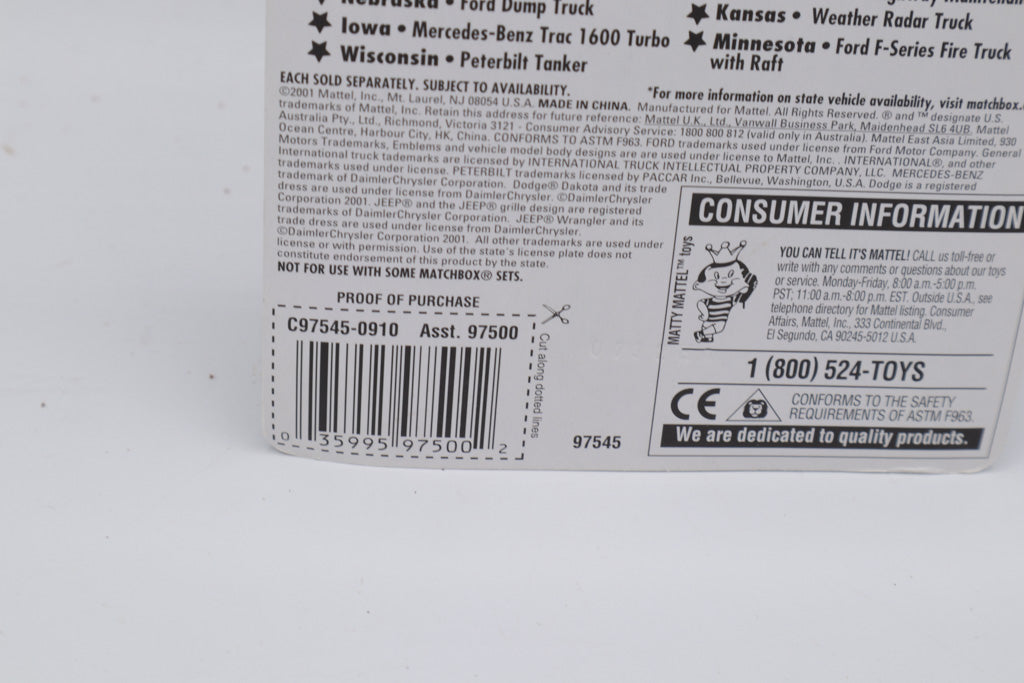 Nebraska • Ford Dump Truck
★ Iowa • Mercedes-Benz Trac 1600 Turbo
★ Wisconsin • Peterbilt Tanker
★ Kansas • Weather Radar Truck
★ Minnesota • Ford F-Series Fire Truck
with Raft
EACH SOLD SEPARATELY. SUBJECT TO AVAILABILITY.
*For more information on state vehicle availability, visit matchbox.
©2001 Mattel, Inc., Mt. Laurel, NJ 08054 U.S.A. MADE IN CHINA. Manufactured for Mattel. All Rights Reserved. ® and ™ designate U.S.
trademarks of Mattel, Inc. Retain this address for future reference: Mattel U.K., Ltd., Vanwall Business Park, Maidenhead SL6 4UB. Mattel
Australia Pty., Ltd., Richmond, Victoria 3121 - Consumer Advisory Service: 1800 800 812 (valid only in Australia). Mattel East Asia Limited, 930
Ocean Centre, Harbour City, HK, China. CONFORMS TO ASTM F963. FORD trademarks used under license from Ford Motor Company. General
Motors Trademarks, Emblems and vehicle model body designs are are used under license to Mattel, Inc. . INTERNATIONAL®, and other
International truck tademarks are licensed by INTERNATIONAL TRUCK INTELLECTUAL PROPERTY COMPANY, LLC. MERCEDES-BENZ
trademarks used under license. PETERBILT trademarks licensed by PACCAR Inc., Bellevue, Washington, U.S.A. Dodge is a registered
trademark of DaimlerChrysler Corporation. Dodge® Dakota and its trade
dress are used under license from DaimlerChrysler. ©DaimlerChrysler
Corporation 2001. JEEP® and the JEEP® grille design are registered
trademarks of DaimlerChrysler Corporation. JEEP® Wrangler and its
trade dress are used under license from DaimlerChrysler.
©DaimlerChrysler Corporation 2001. All other trademarks are used under
license or with permission. Use of the state's license plate does not
constitute endorsement of this product by the state.
NOT FOR USE WITH SOME MATCHBOX® SETS.
PROOF OF PURCHASE
C97545-0910 Asst. 97500
0 35995 97500 2
Cut along dotted lines
97545
CONSUMER INFORMATION
MATTY MATTEL™ toys
YOU CAN TELL IT'S MATTEL! CALL us toll-free or
write with any comments or questions about our toys
or service. Monday-Friday, 8:00 a.m.-5:00 p.m.
PST; 11:00 a.m.-8:00 p.m. EST. Outside U.S.A., see
telephone directory for Mattel listing. Consumer
Affairs, Mattel, Inc., 333 Continental Blvd.,
El Segundo, CA 90245-5012 U.S.A.
1 (800) 524-TOYS
CE
CONFORMS TO THE SAFETY
REQUIREMENTS OF ASTM F963.
We are dedicated to quality products.